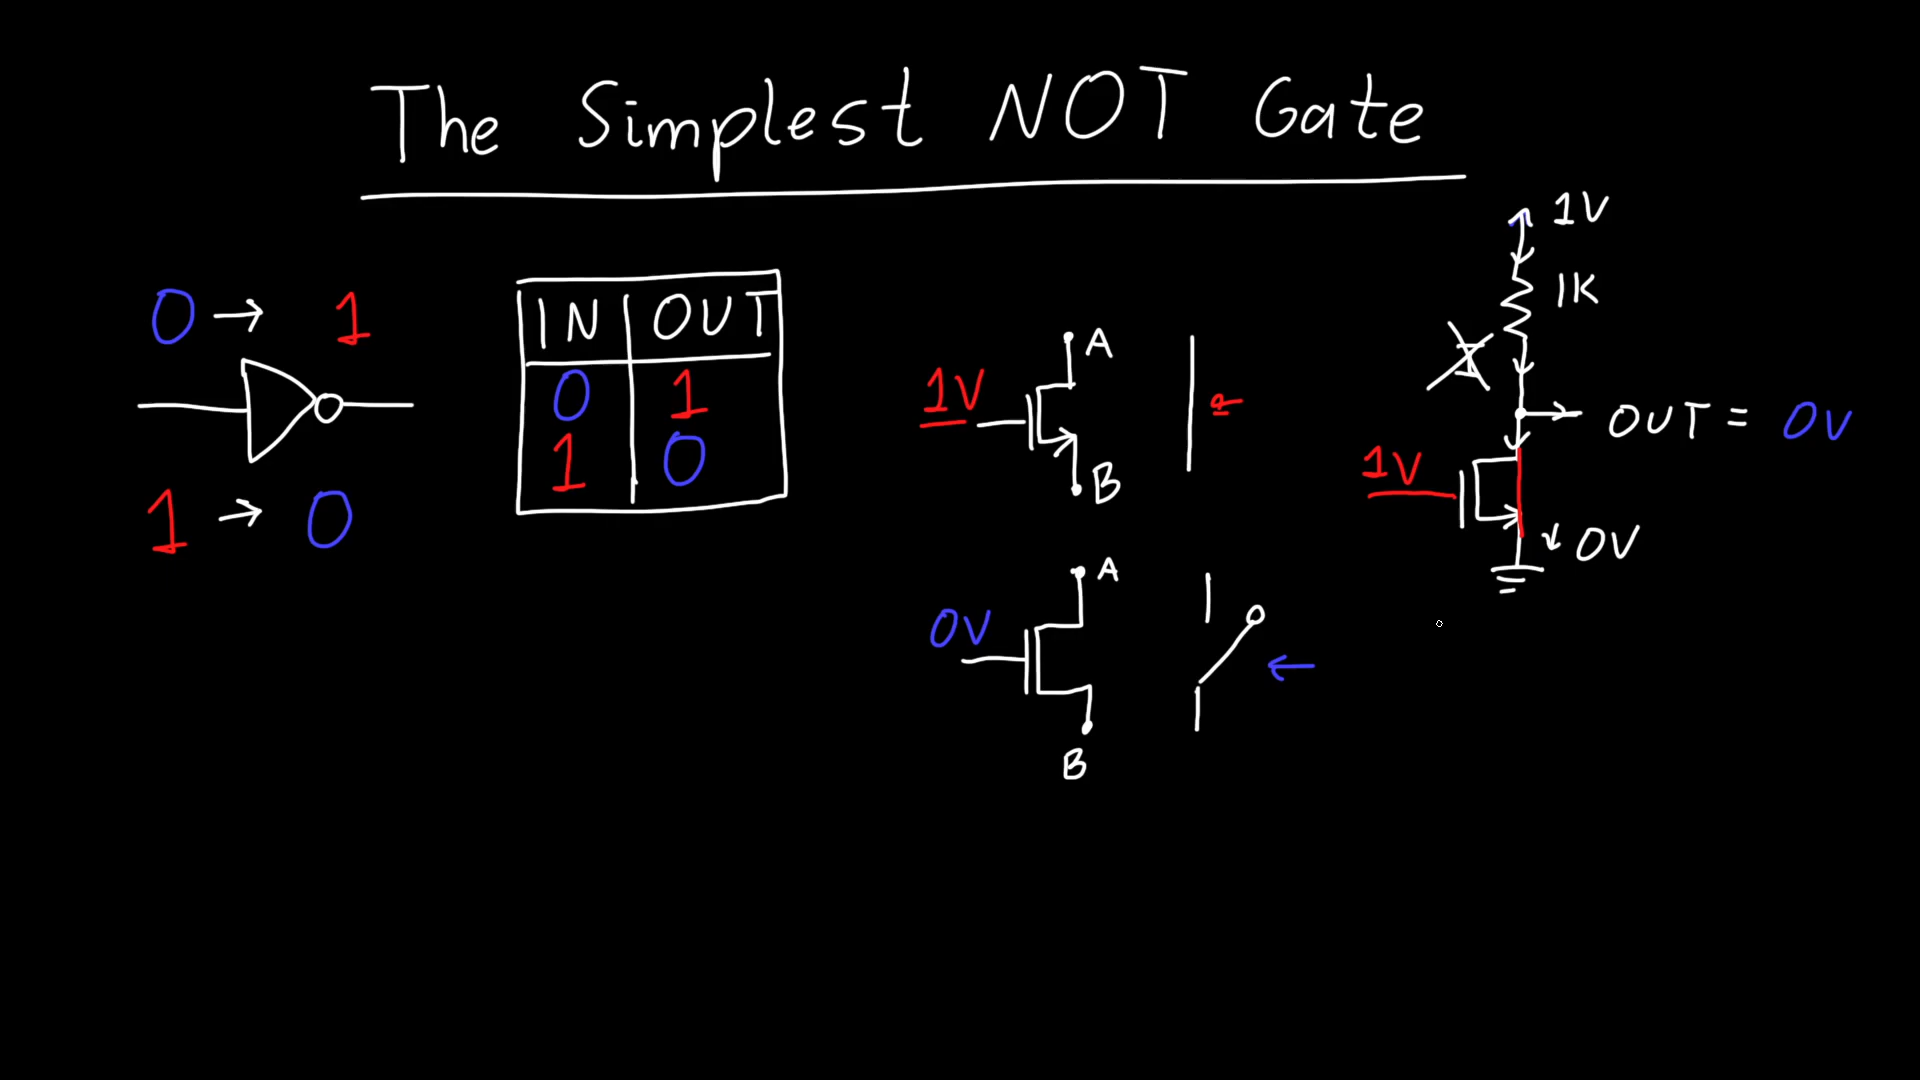 The Simplest NOT Gate
0 → 1
1 → 0
IN OUT
0 1
1 0
A
1V
B
A
0V
B
1V
1K
OUT = 0V
1V
0V